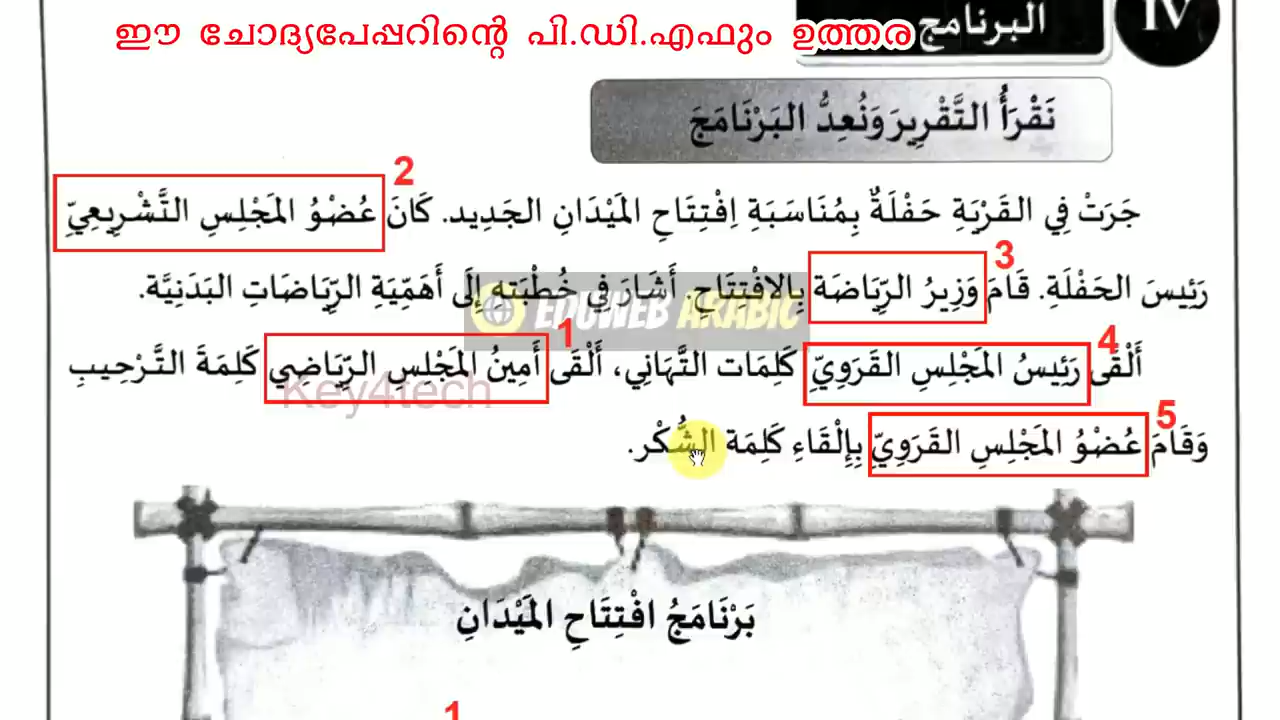 ഈ ചോദ്യപേപ്പറിന്റെ പി.ഡി.എഫും ഉത്തര
IV
البرنامج
نَقْرَأُ التَّقْرِيرَ وَنُعِدُّ البَرْنَامَجَ
2
جَرَتْ فِي القَرْيَةِ حَفْلَةٌ بِمُنَاسَبَةِ اِفْتِتَاحِ المَيْدَانِ الجَدِيد. كَانَ عُضْوُ المَجْلِسِ التَّشْرِيعِيِّ
3
رَئِيسَ الحَفْلَةِ. قَامَ وَزِيرُ الرِّيَاضَة بِالافْتِتَاحِ. أَشَارَ فِي خُطْبَتِهِ إِلَى أَهَمِّيَةِ الرِّيَاضَاتِ البَدَنِيَّة.
EDUWEB ARABIC
4 1
أَلْقَى رَئِيسُ المَجْلِسِ القَرَوِيِّ كَلِمَات التَّهَانِي، أَلْقَى أَمِينُ المَجْلِسِ الرِّيَاضِي كَلِمَةَ التَّرْحِيبِ
Key4tech
5
وَقَامَ عُضْوُ المَجْلِسِ القَرَوِيِّ بِإِلْقَاءِ كَلِمَة الشُّكْر.
بَرْنَامَجُ افْتِتَاحِ المَيْدَانِ
1